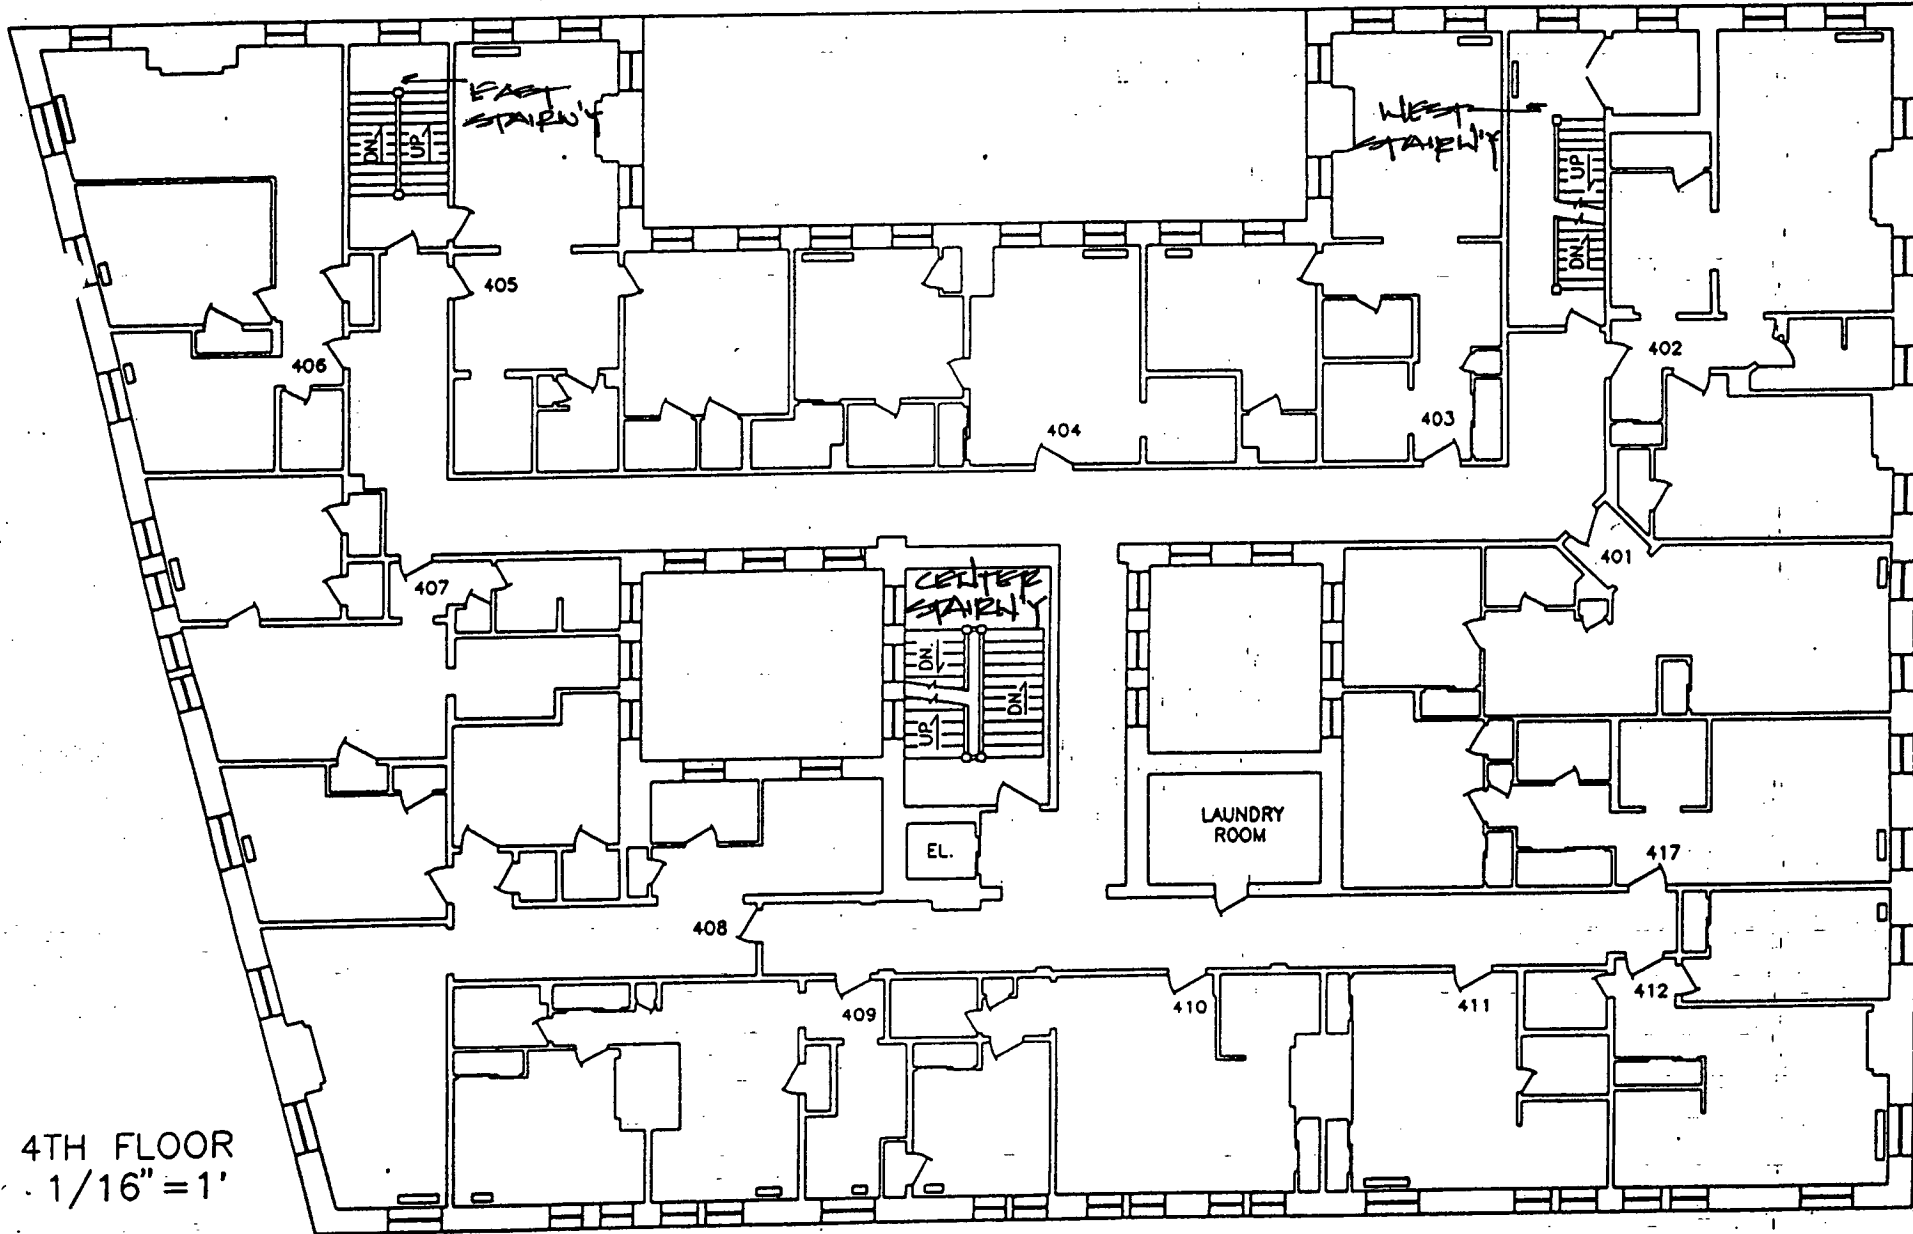 EAST
STAIRW'Y
WEST
STAIRW'Y
DN.
UP
UP
DN.
405
402
406
403
404
401
407
CENTER
STAIRW'Y
DN.
UP
DN.
LAUNDRY
ROOM
EL.
417
408
409
410
411
412
4TH FLOOR
1/16"=1'